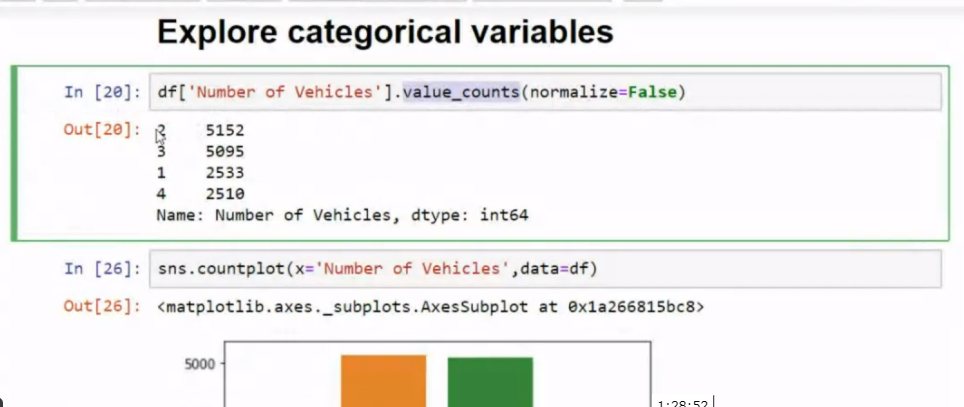 Explore categorical variables
In [20]: df['Number of Vehicles'].value_counts(normalize=False)
Out[20]: 2 5152
3 5095
1 2533
4 2510
Name: Number of Vehicles, dtype: int64
In [26]: sns.countplot(x='Number of Vehicles',data=df)
Out[26]: <matplotlib.axes._subplots.AxesSubplot at 0x1a266815bc8>
5000
1:28:52